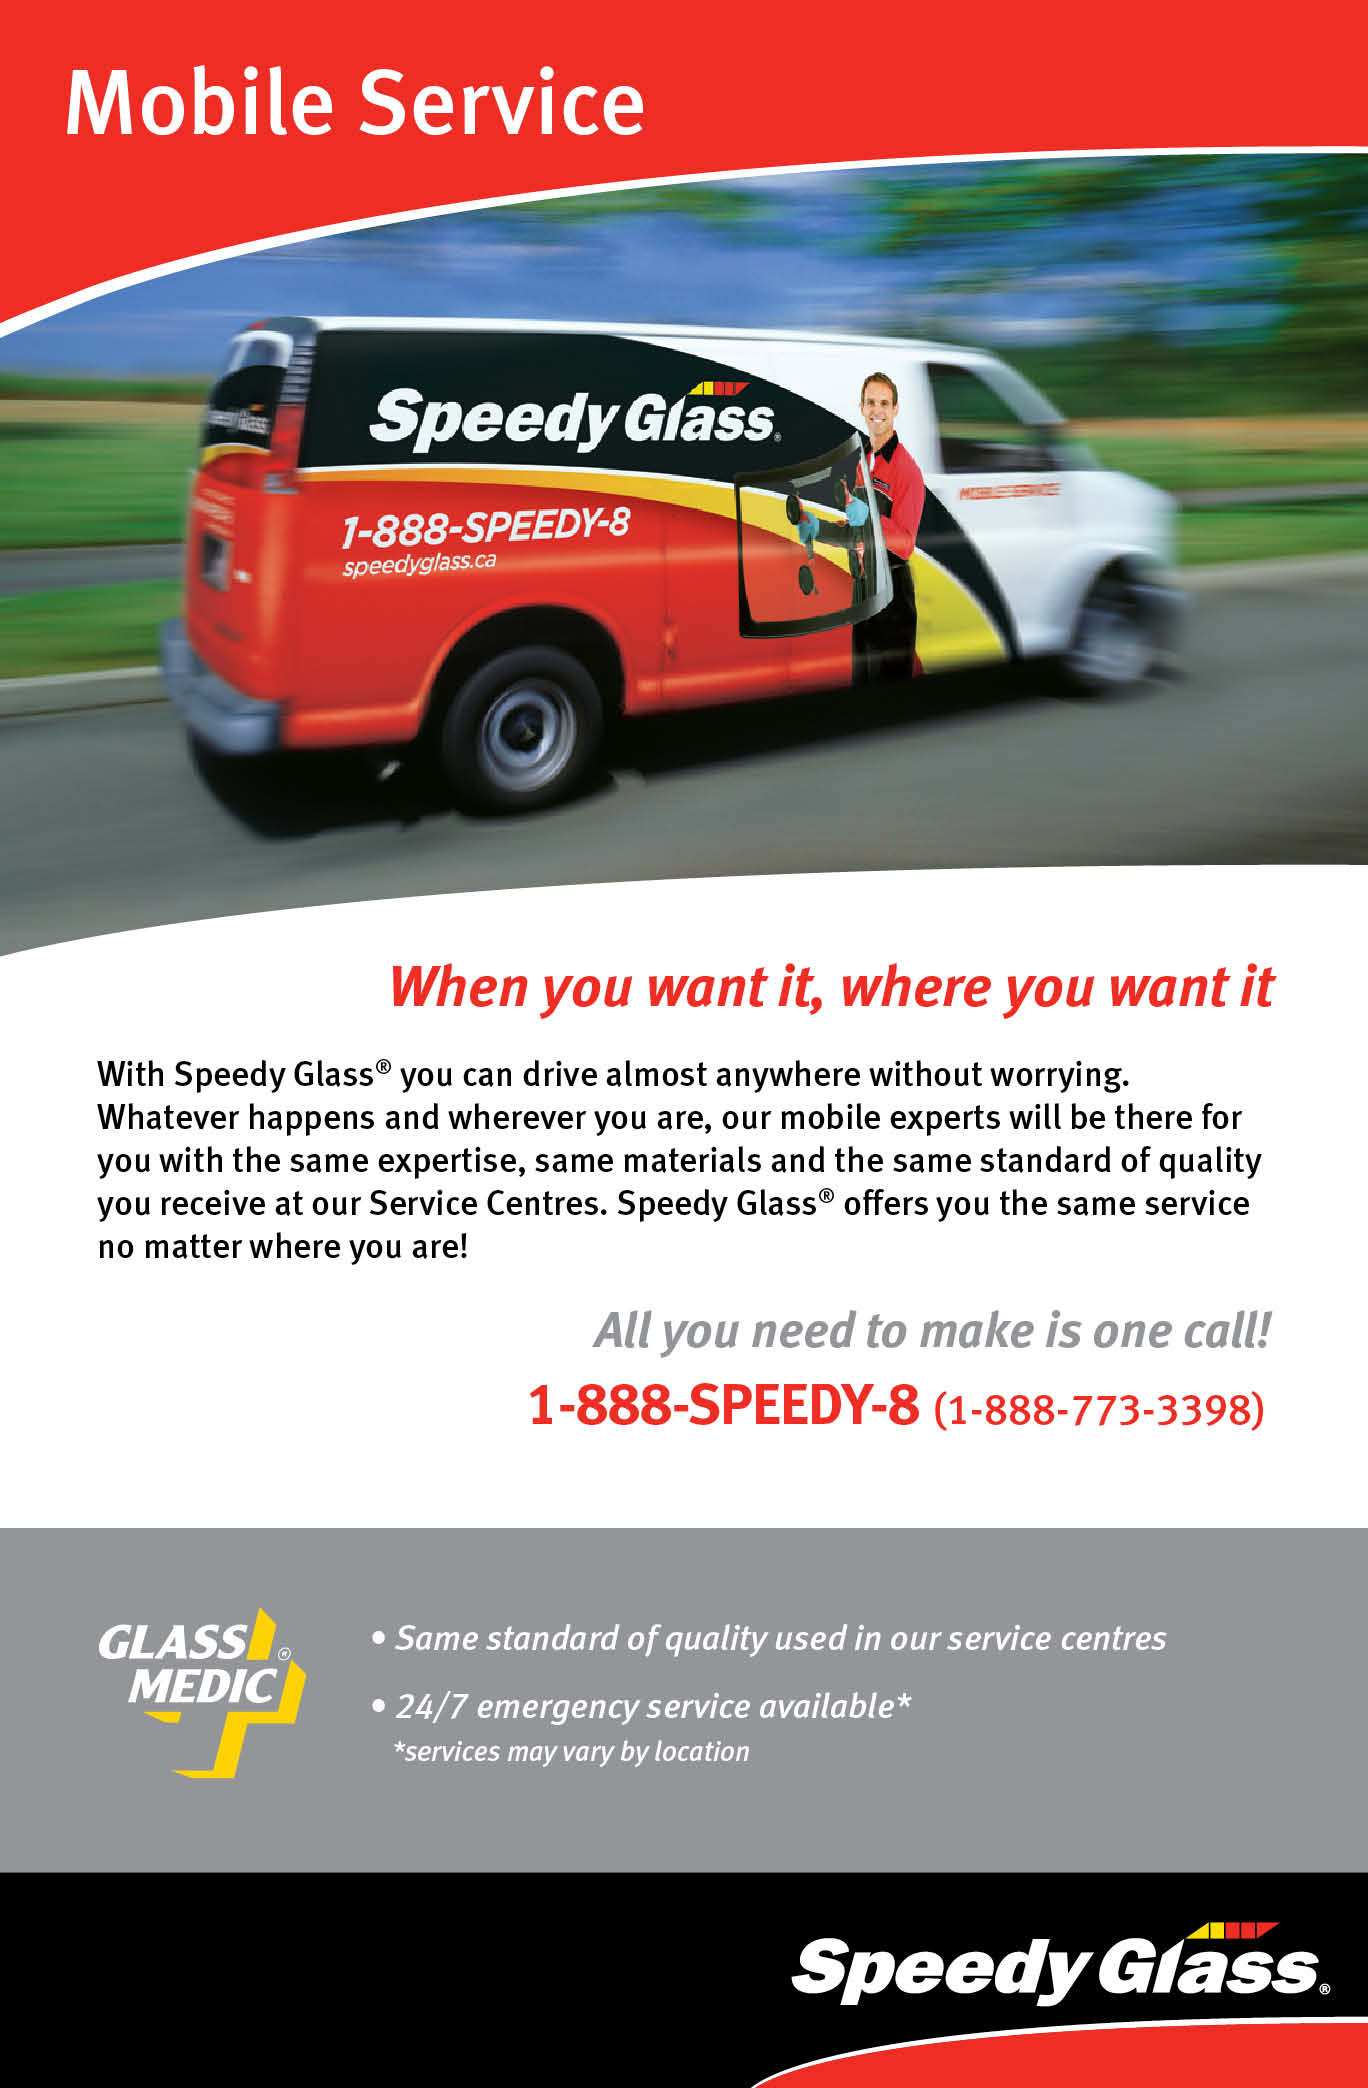 Mobile Service
Speedy Glass®
Speedy Glass
1-888-SPEEDY-8
speedyglass.ca
MOBILE SERVICE
When you want it, where you want it
With Speedy Glass® you can drive almost anywhere without worrying.
Whatever happens and wherever you are, our mobile experts will be there for
you with the same expertise, same materials and the same standard of quality
you receive at our Service Centres. Speedy Glass® offers you the same service
no matter where you are!
All you need to make is one call!
1-888-SPEEDY-8 (1-888-773-3398)
GLASS ®
MEDIC
• Same standard of quality used in our service centres
• 24/7 emergency service available*
*services may vary by location
Speedy Glass®